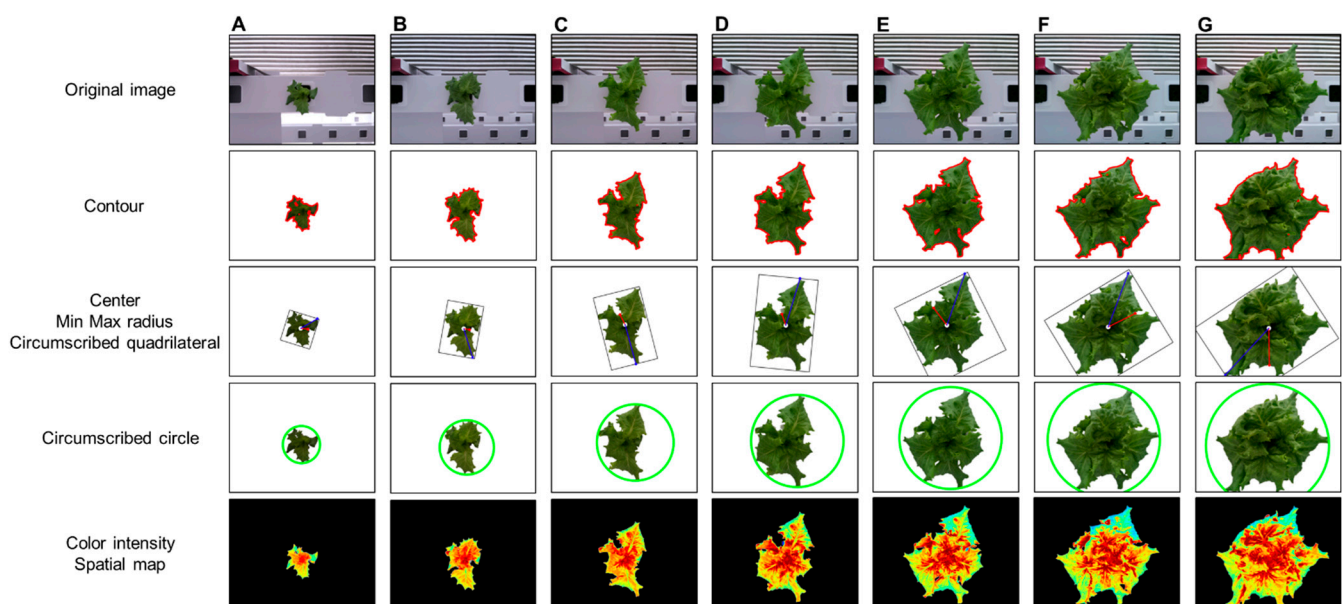 A B C D E F G
Original image
Contour
Center
Min Max radius
Circumscribed quadrilateral
Circumscribed circle
Color intensity
Spatial map